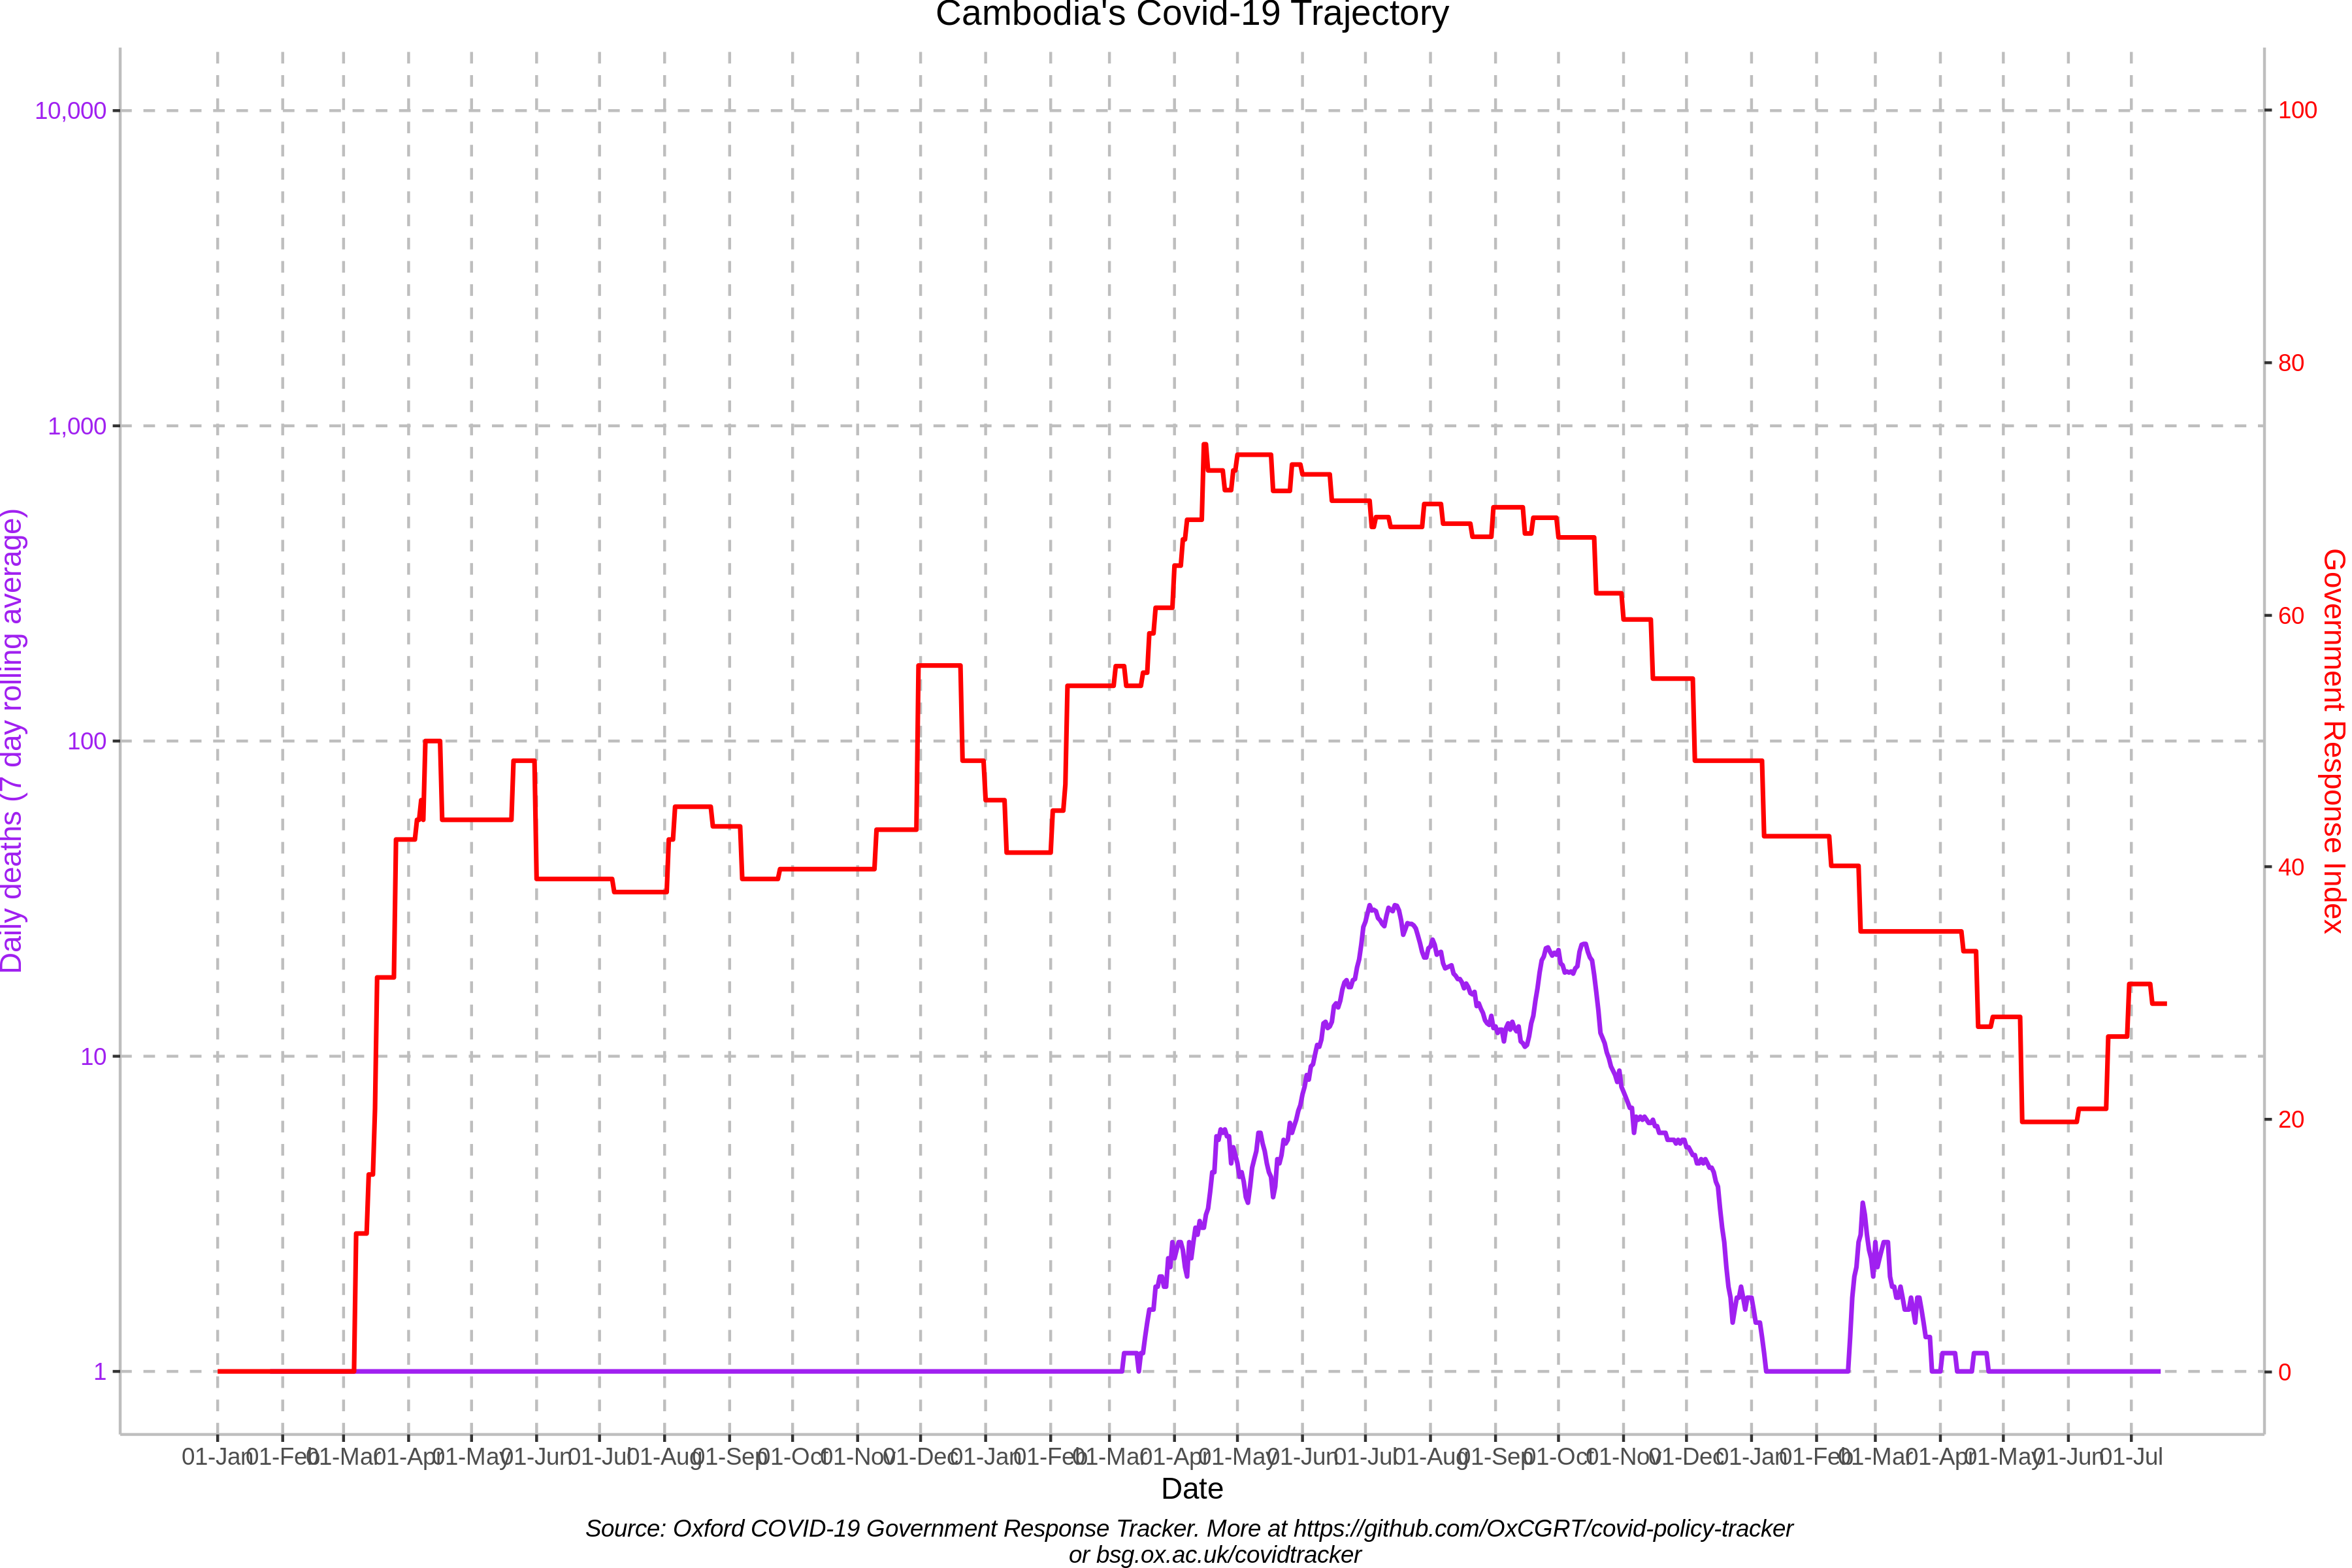 Cambodia's Covid-19 Trajectory
10,000
1,000
100
10
1
Daily deaths (7 day rolling average)
100
80
60
40
20
0
Government Response Index
01-Jan 01-Feb 01-Mar 01-Apr 01-May 01-Jun 01-Jul 01-Aug 01-Sep 01-Oct 01-Nov 01-Dec 01-Jan 01-Feb 01-Mar 01-Apr 01-May 01-Jun 01-Jul 01-Aug 01-Sep 01-Oct 01-Nov 01-Dec 01-Jan 01-Feb 01-Mar 01-Apr 01-May 01-Jun 01-Jul
Date
Source: Oxford COVID-19 Government Response Tracker. More at https://github.com/OxCGRT/covid-policy-tracker
or bsg.ox.ac.uk/covidtracker